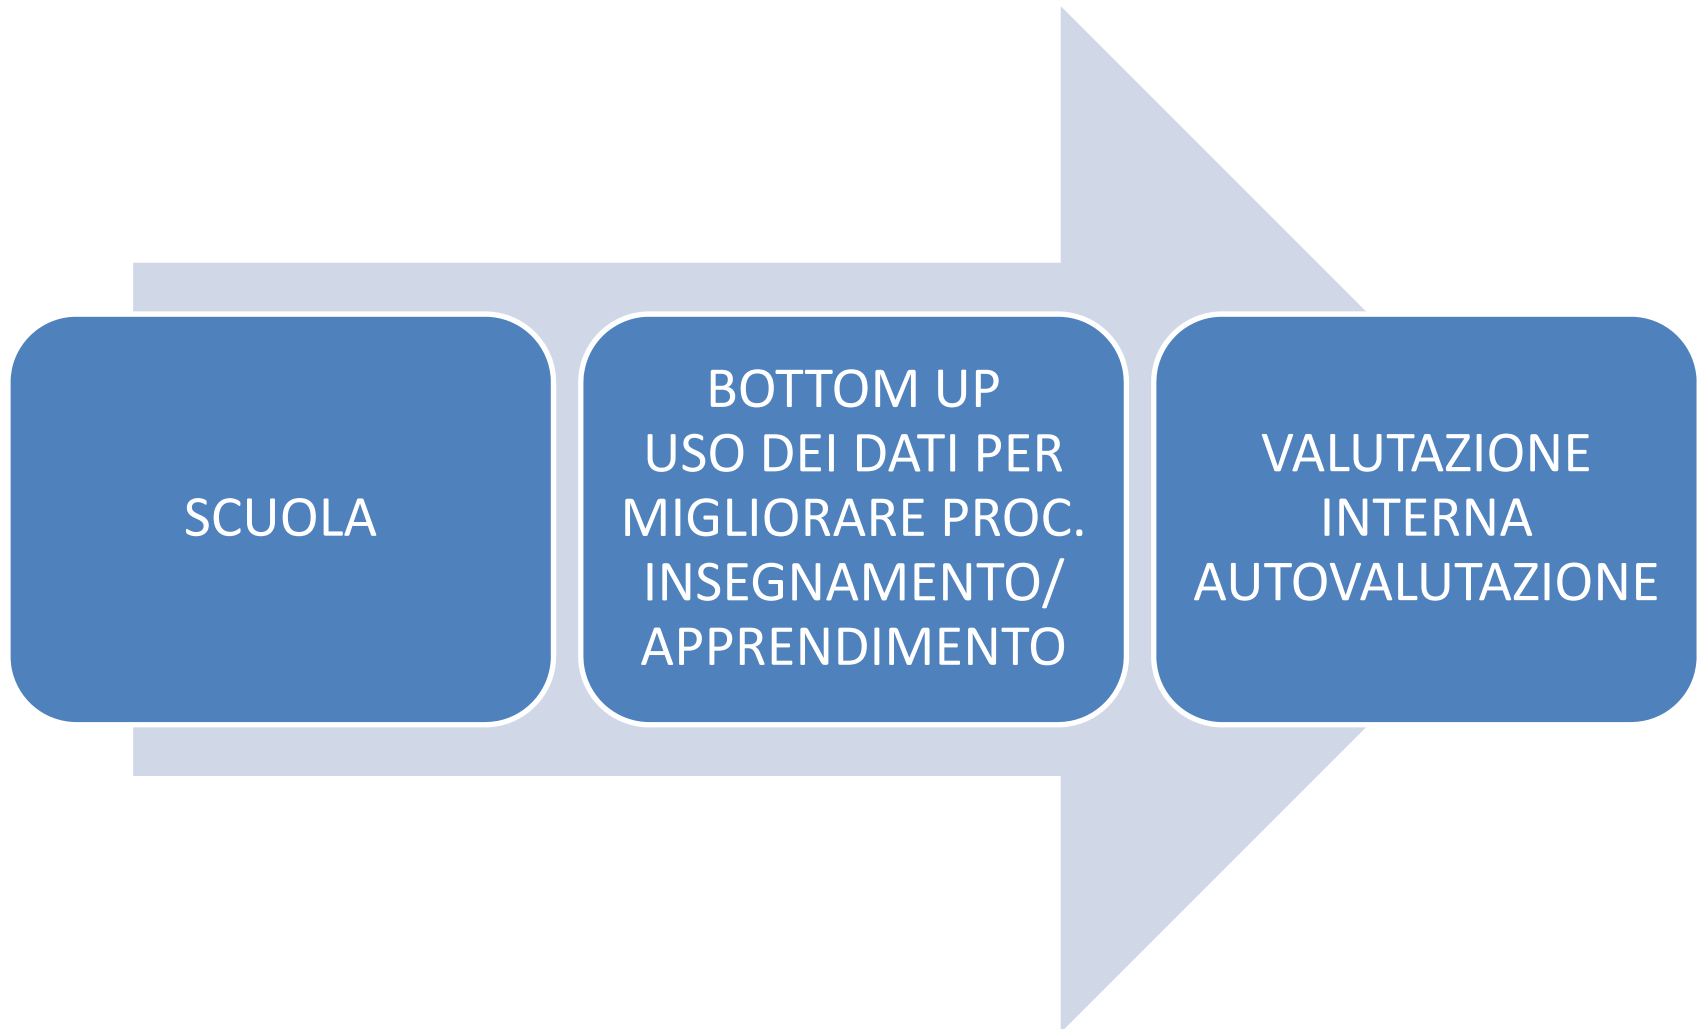 SCUOLA
BOTTOM UP
USO DEI DATI PER
MIGLIORARE PROC.
INSEGNAMENTO/
APPRENDIMENTO
VALUTAZIONE
INTERNA
AUTOVALUTAZIONE